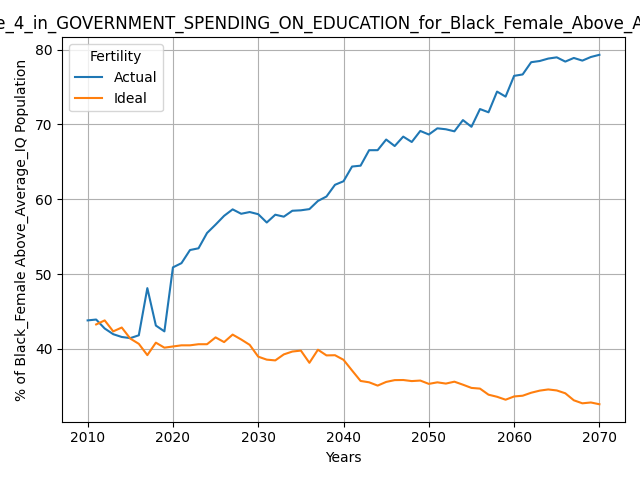 e_4_in_GOVERNMENT_SPENDING_ON_EDUCATION_for_Black_Female_Above_A
Fertility
Actual
Ideal
% of Black_Female Above_Average_IQ Population
80
70
60
50
40
2010
2020
2030
2040
2050
2060
2070
Years